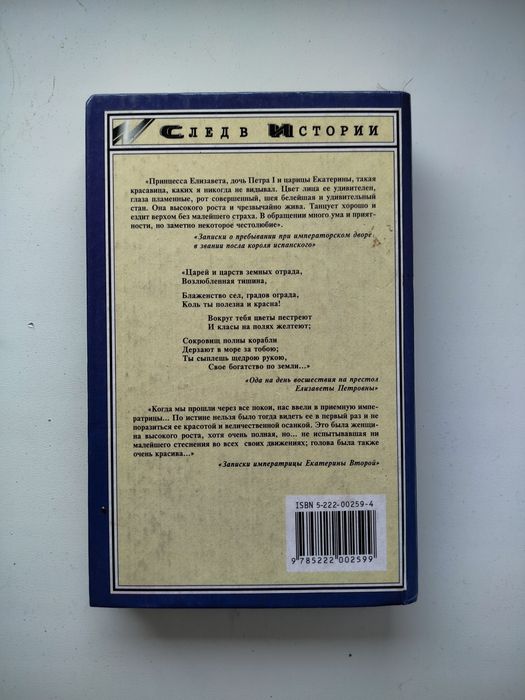 СЛЕД В ИСТОРИИ
«Принцесса Елизавета, дочь Петра I и царицы Екатерины, такая
красавица, каких я никогда не видывал. Цвет лица ее удивителен,
глаза пламенные, рот совершенный, шея белейшая и удивительный
стан. Она высокого роста и чрезвычайно жива. Танцует хорошо и
ездит верхом без малейшего страха. В обращении много ума и прият-
ности, но заметно некоторое честолюбие».
«Записки о пребывании при императорском дворе
в звании посла короля испанского»
«Царей и царств земных отрада,
Возлюбленная тишина,
Блаженство сел, градов ограда,
Коль ты полезна и красна!
Вокруг тебя цветы пестреют
И класы на полях желтеют;
Сокровищ полны корабли
Дерзают в море за тобою;
Ты сыплешь щедрою рукою,
Свое богатство по земли...»
«Ода на день восшествия на престол
Елизаветы Петровны»
«Когда мы прошли через все покои, нас ввели в приемную импе-
ратрицы... По истине нельзя было тогда видеть ее в первый раз и не
поразиться ее красотой и величественной осанкой. Это была женщи-
на высокого роста, хотя очень полная, но... не испытывавшая ни
малейшего стеснения во всех своих движениях; голова была также
очень красива...»
«Записки императрицы Екатерины Второй»
ISBN 5-222-00259-4
9 785222 002599